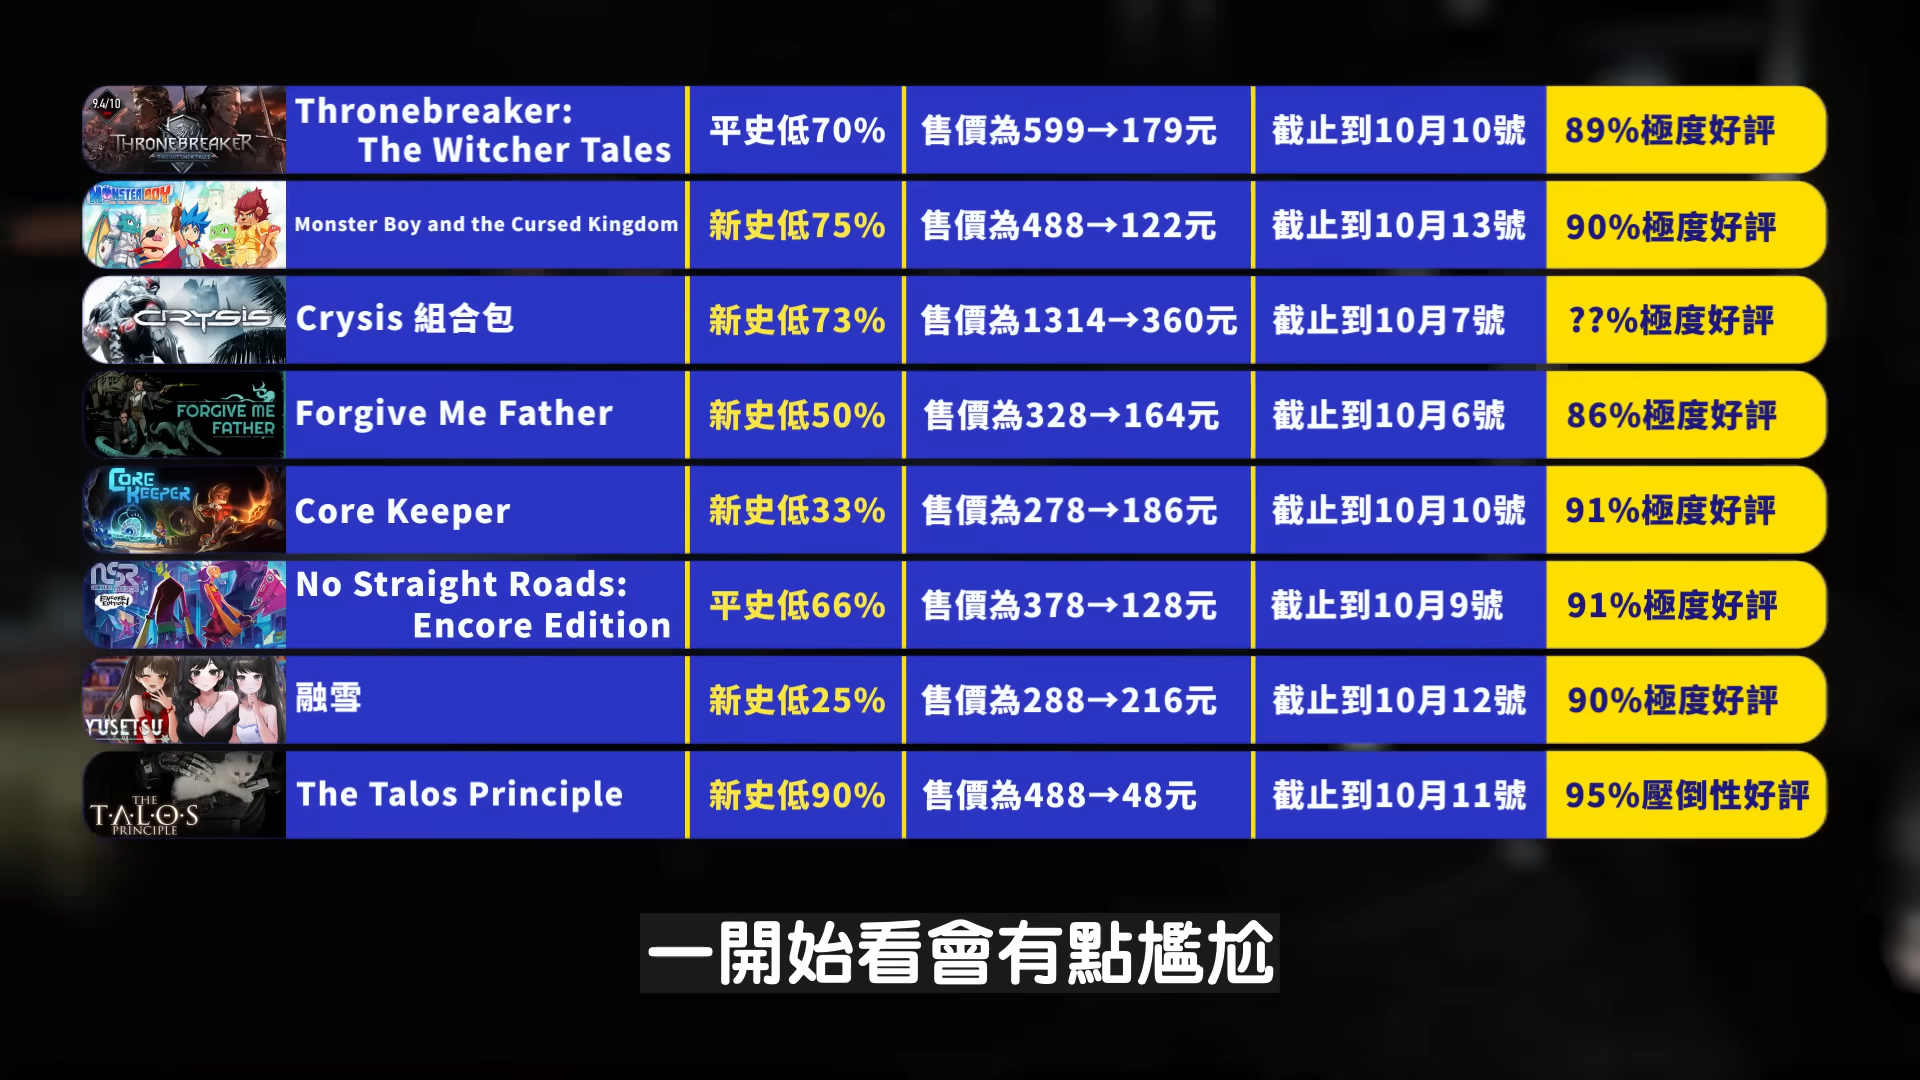 9.4/10
THRONEBREAKER
THE WITCHER TALES
Thronebreaker:
The Witcher Tales
平史低70%
售價為599→179元
截止到10月10號
89%極度好評
MONSTER BOY
Monster Boy and the Cursed Kingdom
新史低75%
售價為488→122元
截止到10月13號
90%極度好評
CRYSIS
Crysis 組合包
新史低73%
售價為1314→360元
截止到10月7號
??%極度好評
FORGIVE ME
FATHER
Forgive Me Father
新史低50%
售價為328→164元
截止到10月6號
86%極度好評
CORE
KEEPER
Core Keeper
新史低33%
售價為278→186元
截止到10月10號
91%極度好評
NSR
ENCORE
EDITION
No Straight Roads:
Encore Edition
平史低66%
售價為378→128元
截止到10月9號
91%極度好評
YUSETSU
融雪
新史低25%
售價為288→216元
截止到10月12號
90%極度好評
THE
T·A·L·O·S
PRINCIPLE
The Talos Principle
新史低90%
售價為488→48元
截止到10月11號
95%壓倒性好評
一開始看會有點尷尬